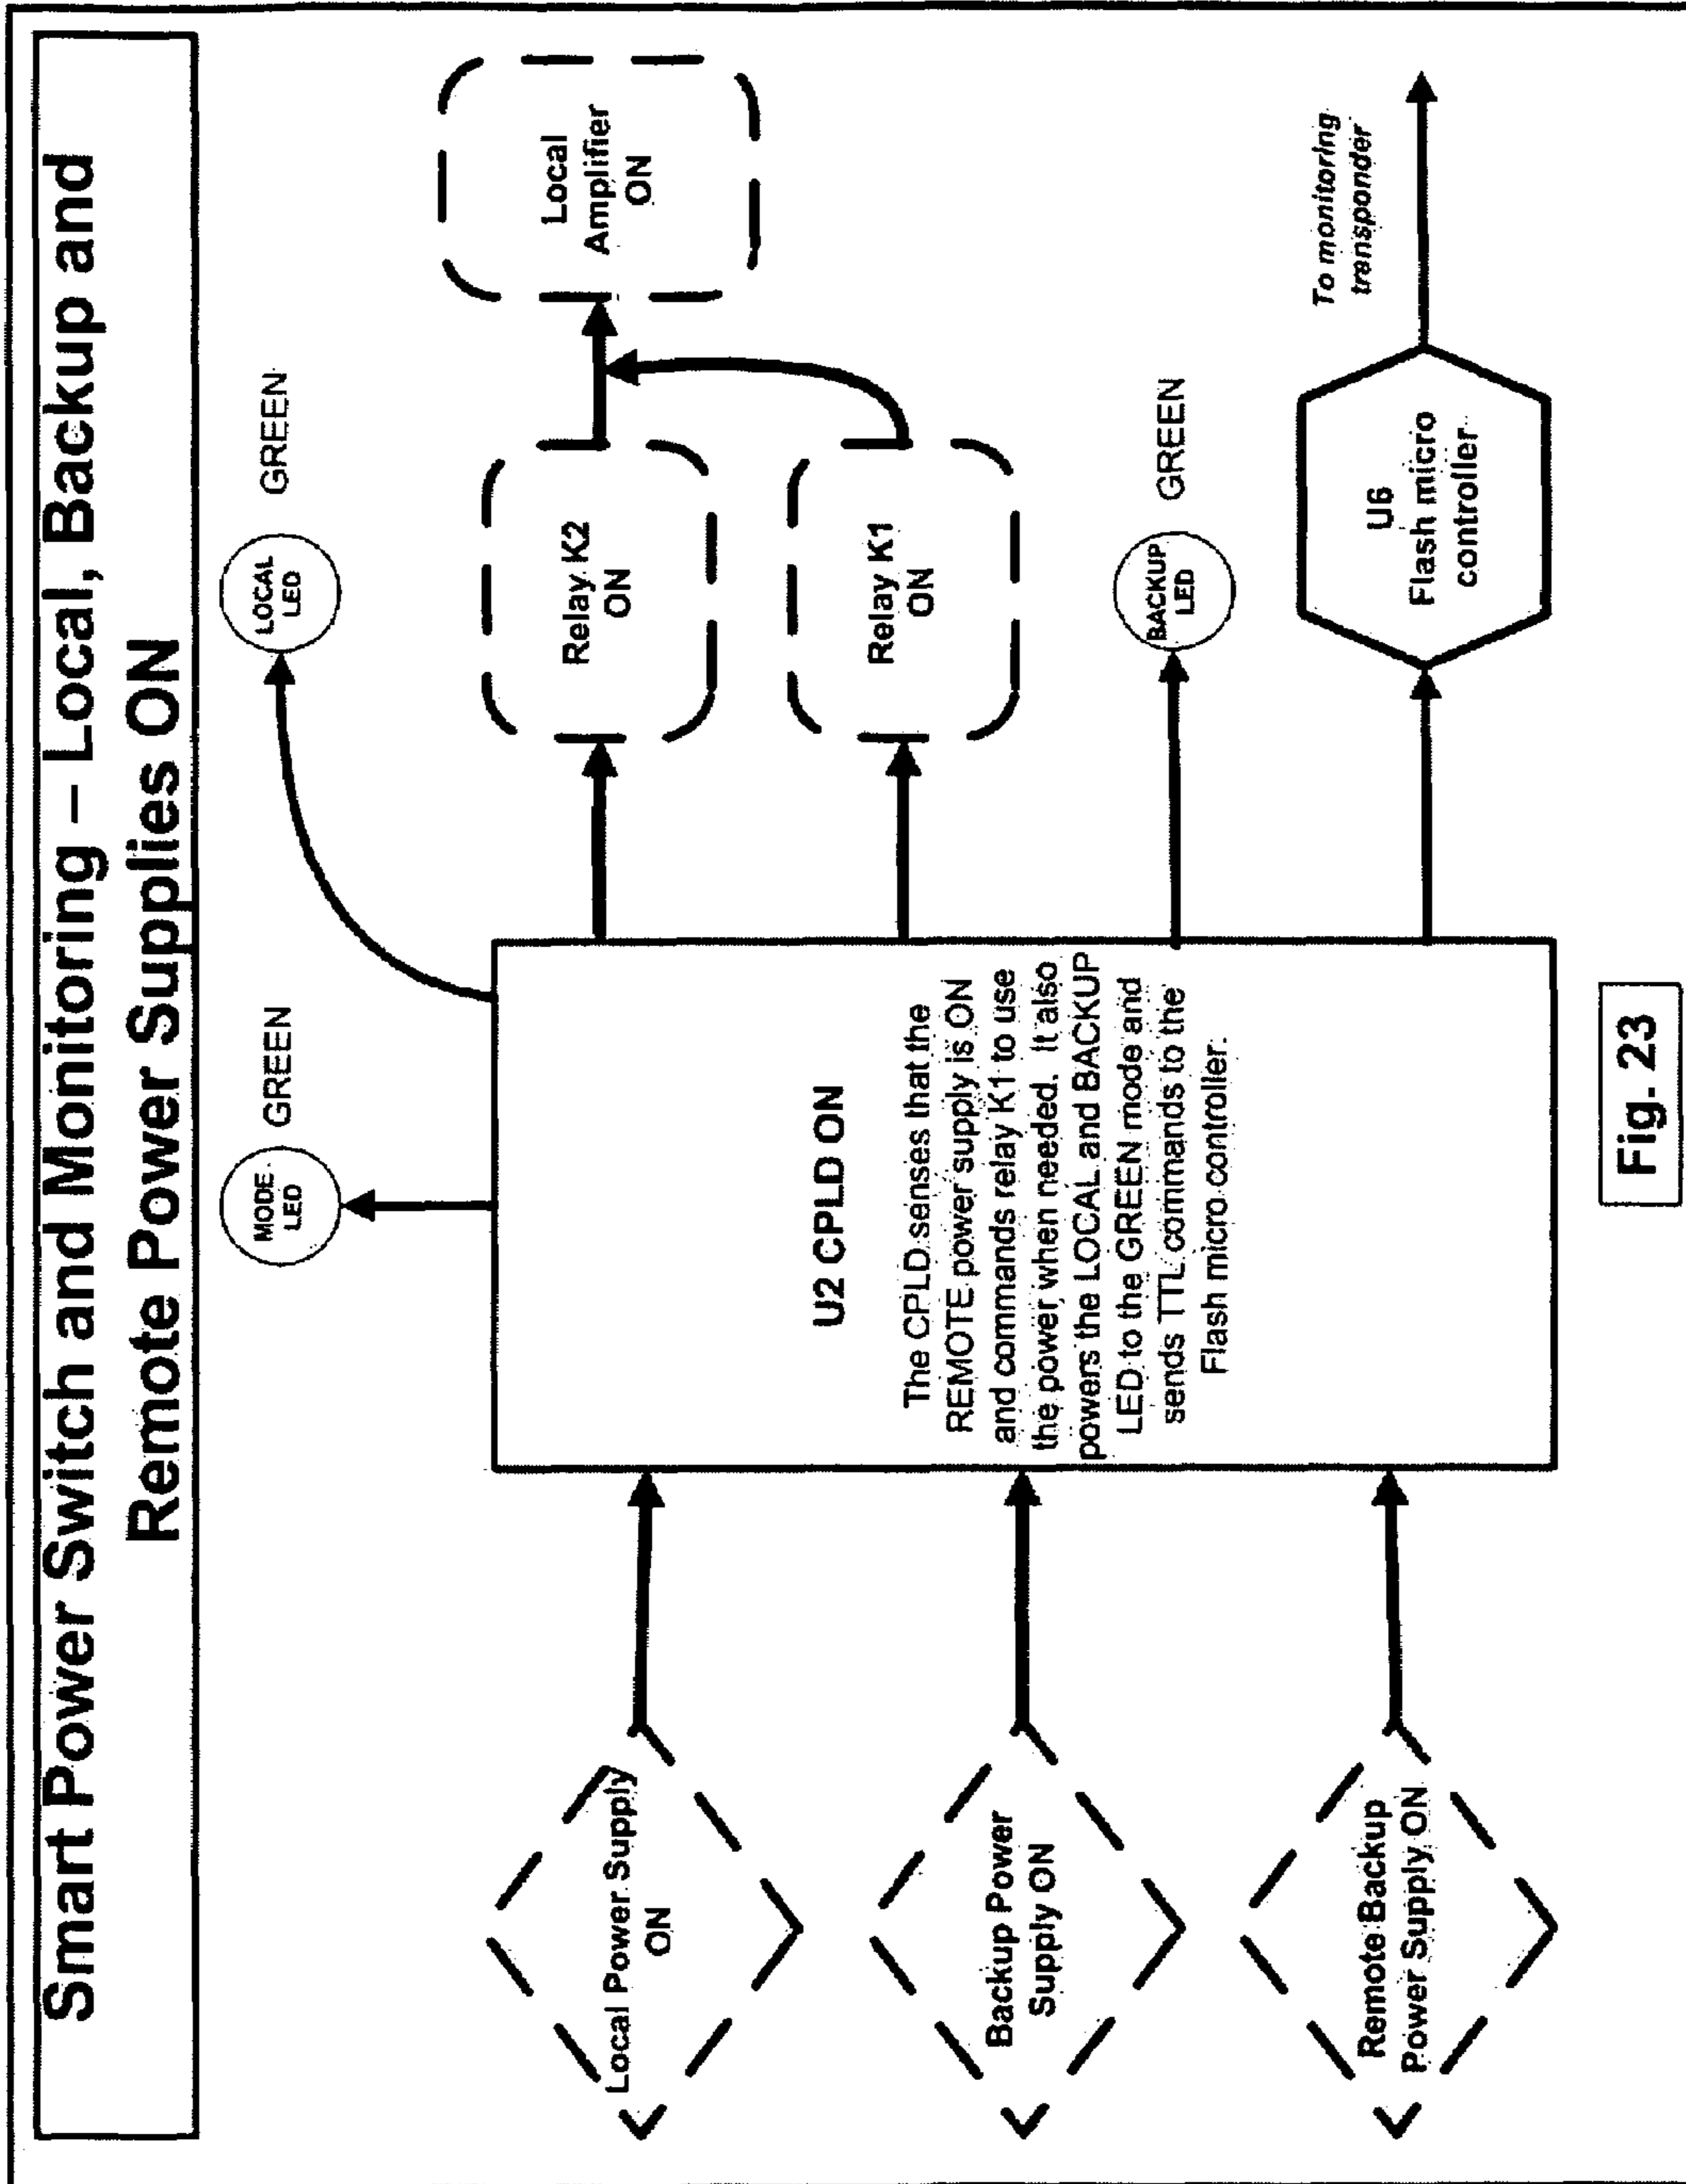 Smart Power Switch and Monitoring – Local, Backup and
Remote Power Supplies ON
MODE
LED
GREEN
LOCAL
LED
GREEN
Local Power Supply
ON
Backup Power
Supply ON
Remote Backup
Power Supply ON
U2 CPLD ON
The CPLD senses that the
REMOTE power supply is ON
and commands relay K1 to use
the power when needed. It also
powers the LOCAL and BACKUP
LED to the GREEN mode and
sends TTL commands to the
Flash micro controller.
Relay K2
ON
Relay K1
ON
Local
Amplifier
ON
BACKUP
LED
GREEN
U6
Flash micro
controller
To monitoring
transponder
Fig. 23